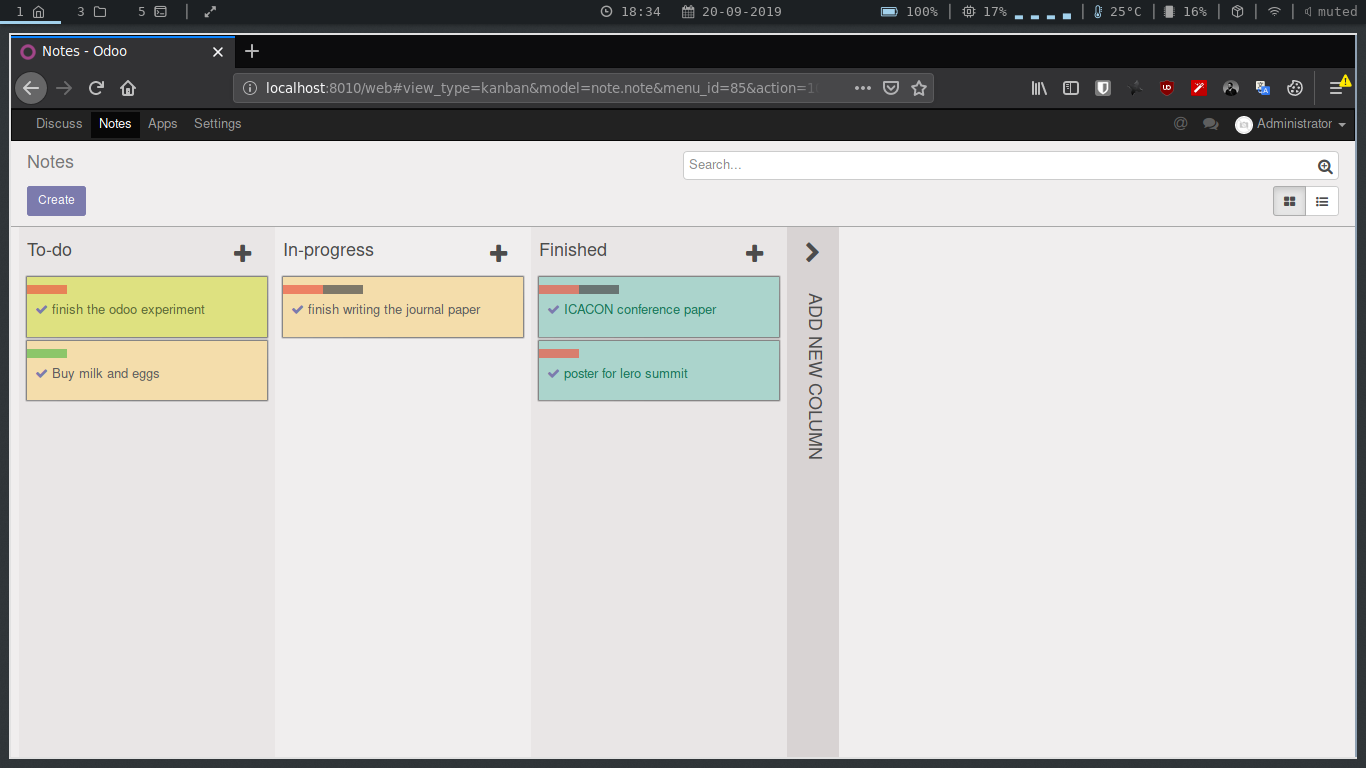 1 3 5 18:34 20-09-2019 100% 17% 25°C 16% muted
Notes - Odoo
localhost:8010/web#view_type=kanban&model=note.note&menu_id=85&action=1
Discuss Notes Apps Settings @ Administrator
Notes
Search...
Create
To-do
finish the odoo experiment
Buy milk and eggs
In-progress
finish writing the journal paper
Finished
ICACON conference paper
poster for lero summit
ADD NEW COLUMN